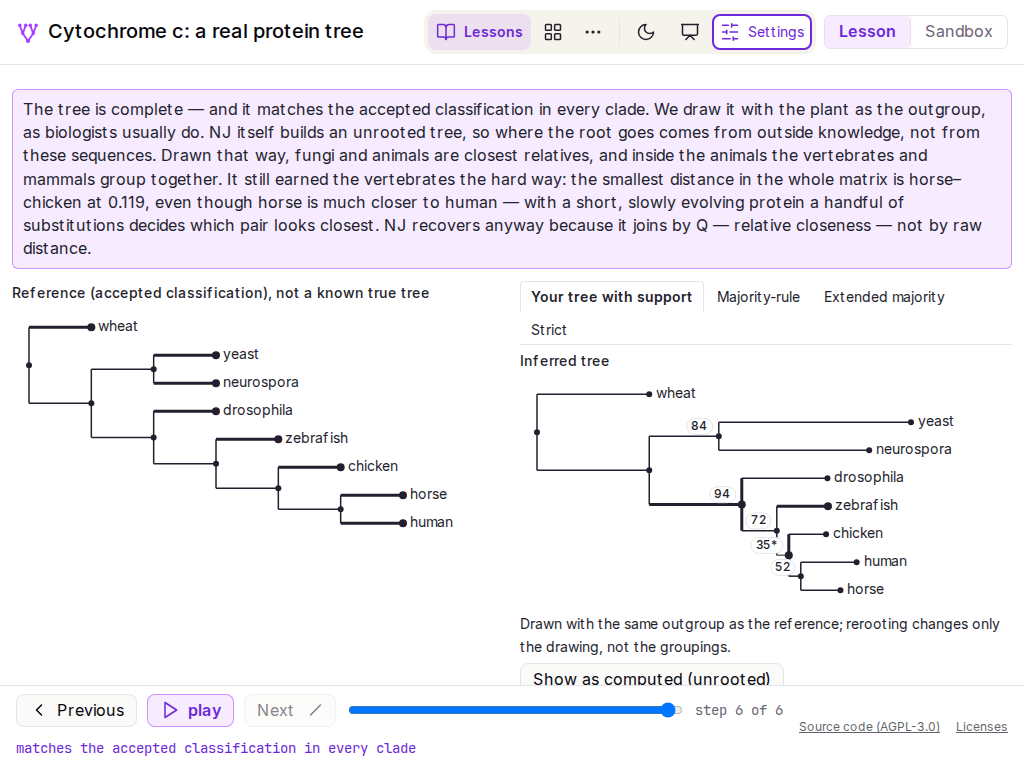 Cytochrome c: a real protein tree
Lessons
Settings
Lesson
Sandbox
The tree is complete — and it matches the accepted classification in every clade. We draw it with the plant as the outgroup,
as biologists usually do. NJ itself builds an unrooted tree, so where the root goes comes from outside knowledge, not from
these sequences. Drawn that way, fungi and animals are closest relatives, and inside the animals the vertebrates and
mammals group together. It still earned the vertebrates the hard way: the smallest distance in the whole matrix is horse–
chicken at 0.119, even though horse is much closer to human — with a short, slowly evolving protein a handful of
substitutions decides which pair looks closest. NJ recovers anyway because it joins by Q — relative closeness — not by raw
distance.
Reference (accepted classification), not a known true tree
wheat
yeast
neurospora
drosophila
zebrafish
chicken
horse
human
Your tree with support
Majority-rule
Extended majority
Strict
Inferred tree
wheat
84
yeast
neurospora
drosophila
94
zebrafish
72
chicken
35*
human
52
horse
Drawn with the same outgroup as the reference; rerooting changes only
the drawing, not the groupings.
Show as computed (unrooted)
Previous
play
Next
step 6 of 6
Source code (AGPL-3.0)
Licenses
matches the accepted classification in every clade